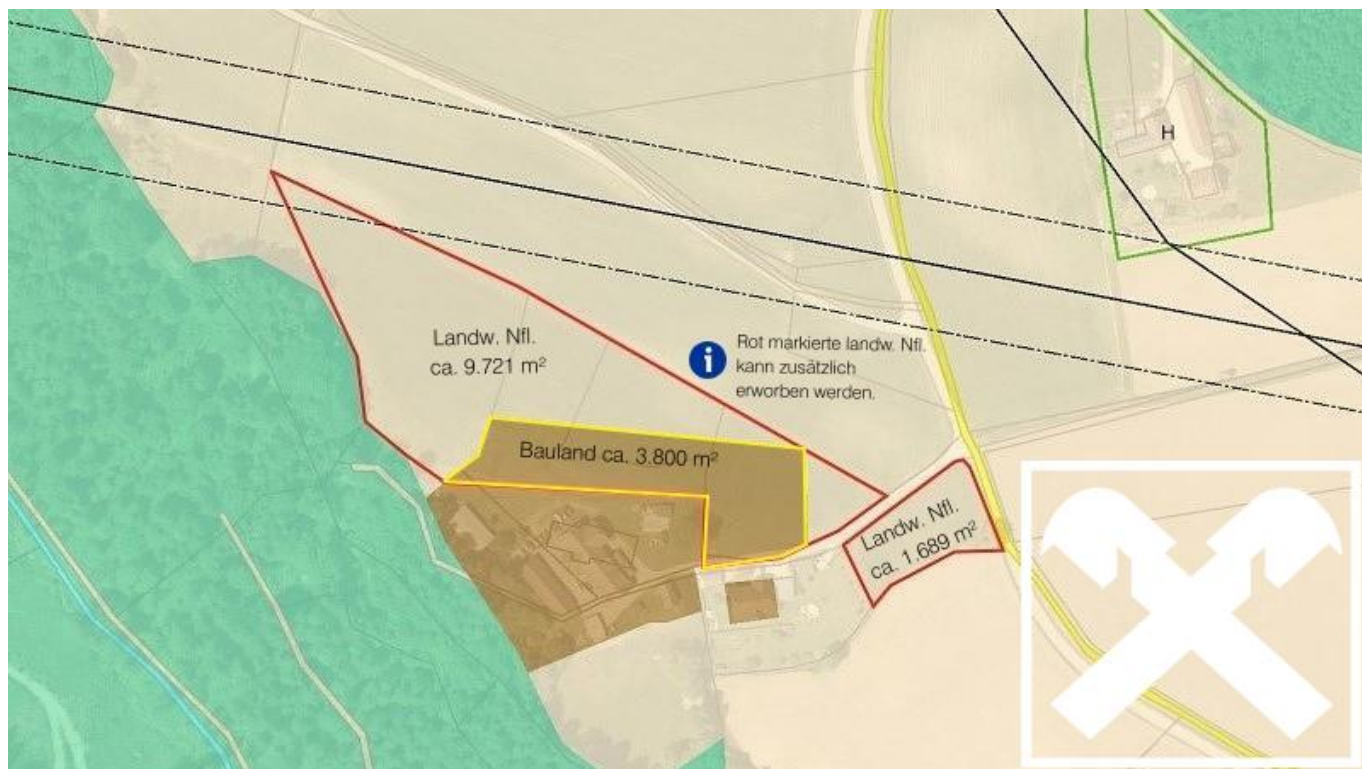 H
Landw. Nfl.
ca. 9.721 m²
i
Rot markierte landw. Nfl.
kann zusätzlich
erworben werden.
Bauland ca. 3.800 m²
Landw. Nfl.
ca. 1.689 m²